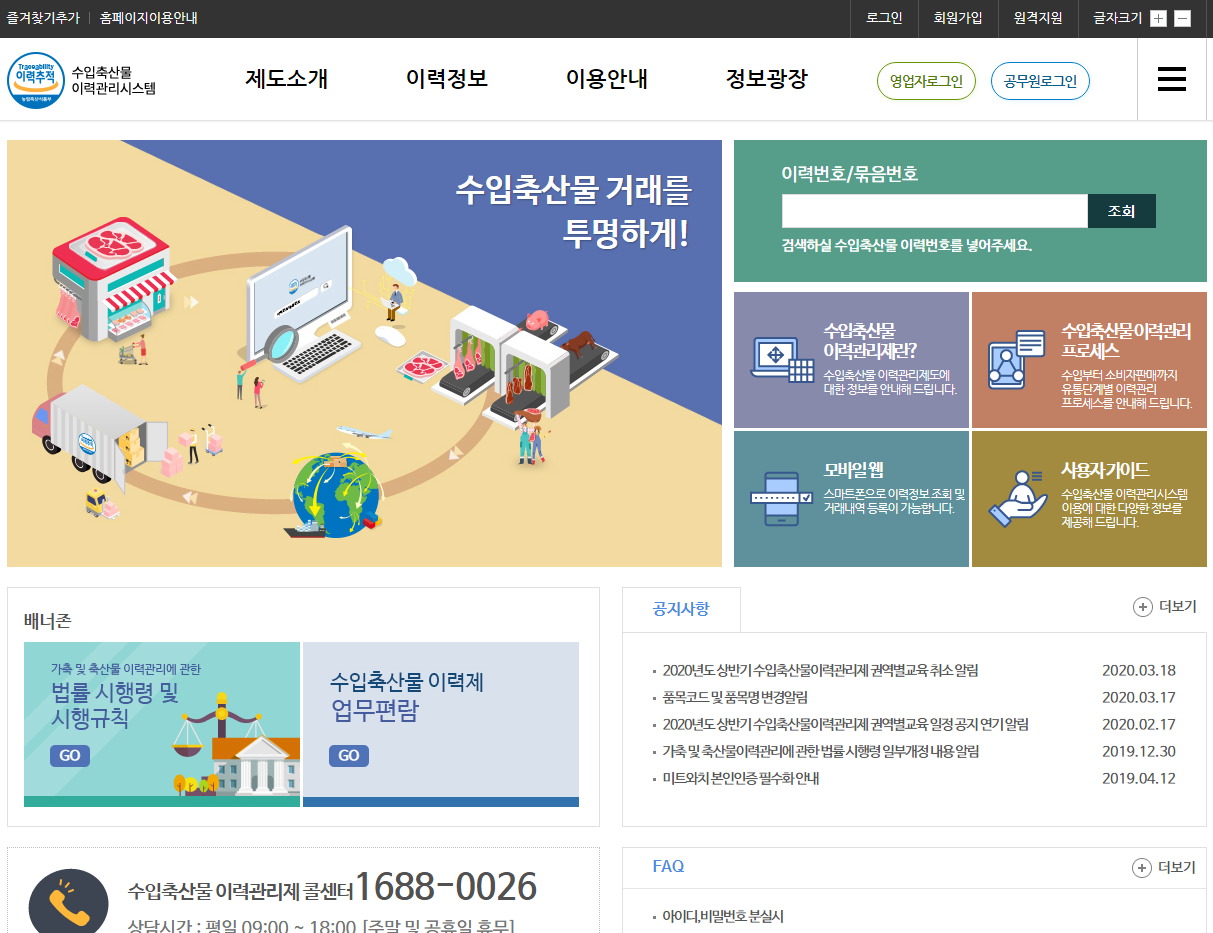 즐겨찾기추가 | 홈페이지이용안내
로그인
회원가입
원격지원
글자크기 + −
Traceability
이력추적
농림축산식품부
수입축산물
이력관리시스템
제도소개
이력정보
이용안내
정보광장
영업자로그인
공무원로그인
수입축산물 거래를
투명하게!
이력번호/묶음번호
조회
검색하실 수입축산물 이력번호를 넣어주세요.
수입축산물
이력관리제란?
수입축산물 이력관리제도에
대한 정보를 안내해 드립니다.
수입축산물 이력관리
프로세스
수입부터 소비자판매까지
유통단계별 이력관리
프로세스를 안내해 드립니다.
모바일 웹
스마트폰으로 이력정보 조회 및
거래내역 등록이 가능합니다.
사용자 가이드
수입축산물 이력관리시스템
이용에 대한 다양한 정보를
제공해 드립니다.
배너존
가축 및 축산물 이력관리에 관한
법률 시행령 및
시행규칙
GO
수입축산물 이력제
업무편람
GO
공지사항
더보기
2020년도 상반기 수입축산물이력관리제 권역별교육 취소 알림 2020.03.18
품목코드 및 품목명 변경알림 2020.03.17
2020년도 상반기 수입축산물이력관리제 권역별교육 일정 공지 연기 알림 2020.02.17
가축 및 축산물이력관리에 관한 법률 시행령 일부개정 내용 알림 2019.12.30
미트와치 본인인증 필수화 안내 2019.04.12
수입축산물 이력관리제 콜센터 1688-0026
상담시간 : 평일 09:00 ~ 18:00 [주말 및 공휴일 휴무]
FAQ
더보기
아이디,비밀번호 분실시